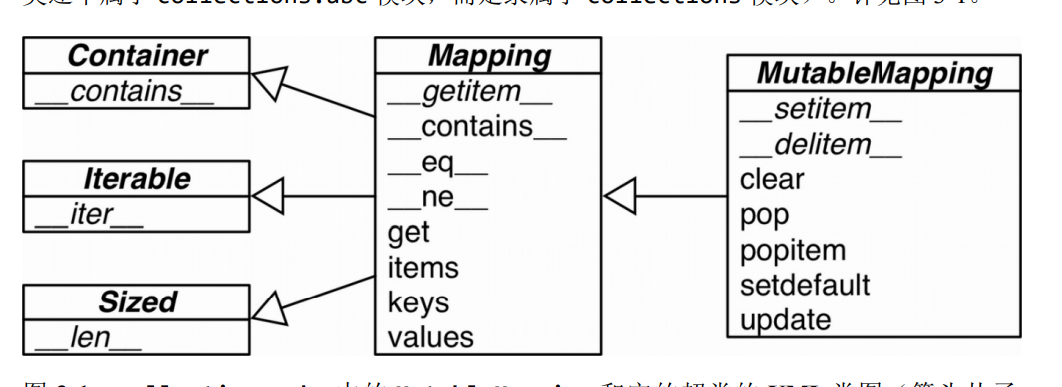 Container
__contains__
Iterable
__iter__
Sized
__len__
Mapping
__getitem__
__contains__
__eq__
__ne__
get
items
keys
values
MutableMapping
__setitem__
__delitem__
clear
pop
popitem
setdefault
update